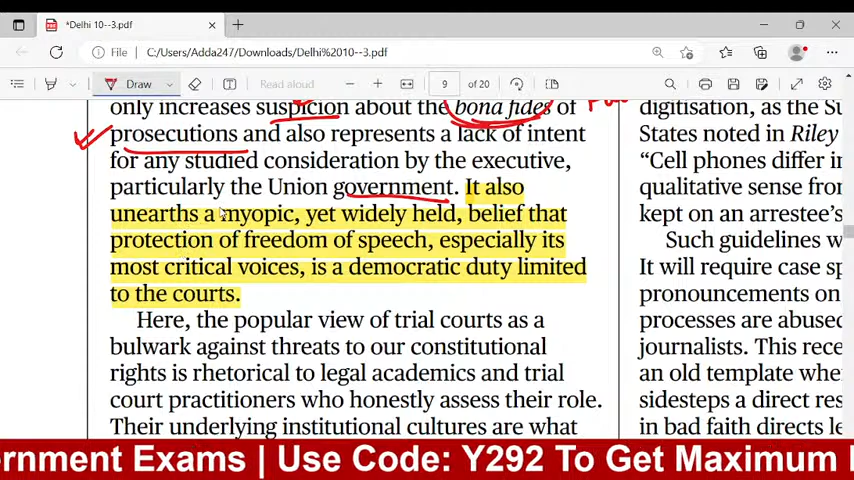 *Delhi 10--3.pdf
File
C:/Users/Adda247/Downloads/Delhi%2010--3.pdf
Draw
Read aloud
9
of 20
only increases suspicion about the bona fides of
prosecutions and also represents a lack of intent
for any studied consideration by the executive,
particularly the Union government. It also
unearths a myopic, yet widely held, belief that
protection of freedom of speech, especially its
most critical voices, is a democratic duty limited
to the courts.
Here, the popular view of trial courts as a
bulwark against threats to our constitutional
rights is rhetorical to legal academics and trial
court practitioners who honestly assess their role.
Their underlying institutional cultures are what
digitisation, as the Su
States noted in Riley
“Cell phones differ in
qualitative sense from
kept on an arrestee’s
Such guidelines w
It will require case sp
pronouncements on
processes are abused
journalists. This rece
an old template whe
sidesteps a direct res
in bad faith directs le
ernment Exams | Use Code: Y292 To Get Maximum